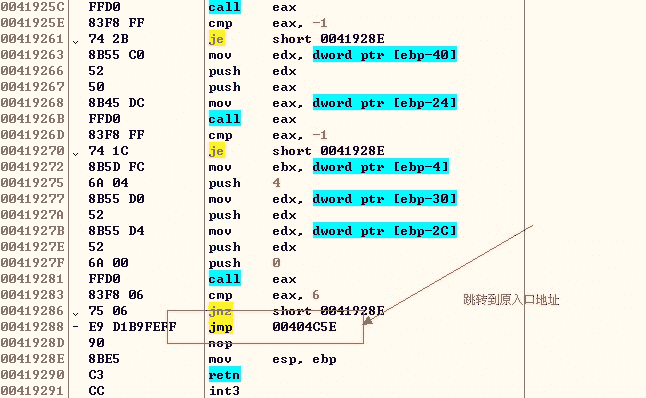 0041925C FFD0 call eax
0041925E 83F8 FF cmp eax, -1
00419261 74 2B je short 0041928E
00419263 8B55 C0 mov edx, dword ptr [ebp-40]
00419266 52 push edx
00419267 50 push eax
00419268 8B45 DC mov eax, dword ptr [ebp-24]
0041926B FFD0 call eax
0041926D 83F8 FF cmp eax, -1
00419270 74 1C je short 0041928E
00419272 8B5D FC mov ebx, dword ptr [ebp-4]
00419275 6A 04 push 4
00419277 8B55 D0 mov edx, dword ptr [ebp-30]
0041927A 52 push edx
0041927B 8B55 D4 mov edx, dword ptr [ebp-2C]
0041927E 52 push edx
0041927F 6A 00 push 0
00419281 FFD0 call eax
00419283 83F8 06 cmp eax, 6
跳转到原入口地址
00419286 75 06 jnz short 0041928E
00419288 - E9 D1B9FEFF jmp 00404C5E
0041928D 90 nop
0041928E 8BE5 mov esp, ebp
00419290 C3 retn
00419291 CC int3